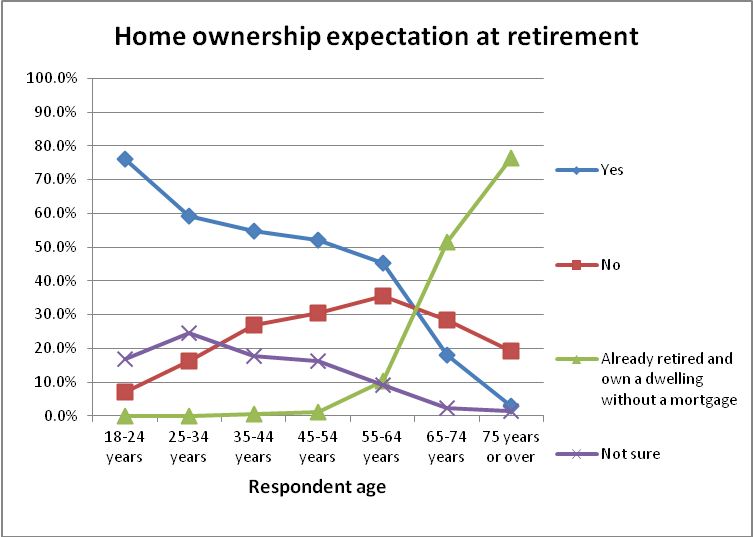 Home ownership expectation at retirement
100.0%
90.0%
80.0%
70.0%
60.0%
50.0%
40.0%
30.0%
20.0%
10.0%
0.0%
18-24 years
25-34 years
35-44 years
45-54 years
55-64 years
65-74 years
75 years or over
Respondent age
Yes
No
Already retired and
own a dwelling
without a mortgage
Not sure